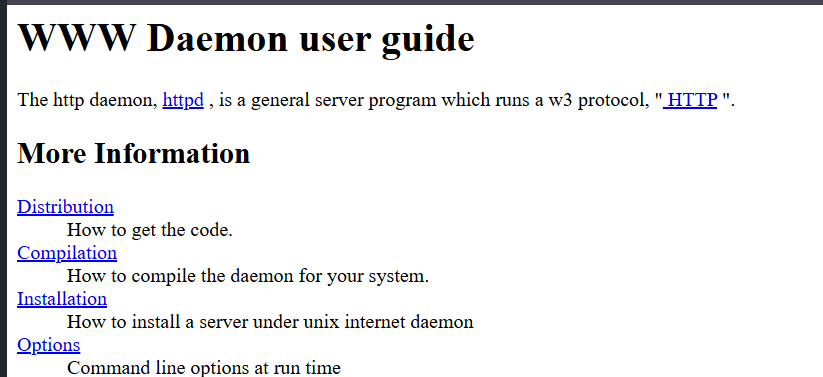 WWW Daemon user guide
The http daemon, httpd , is a general server program which runs a w3 protocol, " HTTP ".
More Information
Distribution
How to get the code.
Compilation
How to compile the daemon for your system.
Installation
How to install a server under unix internet daemon
Options
Command line options at run time